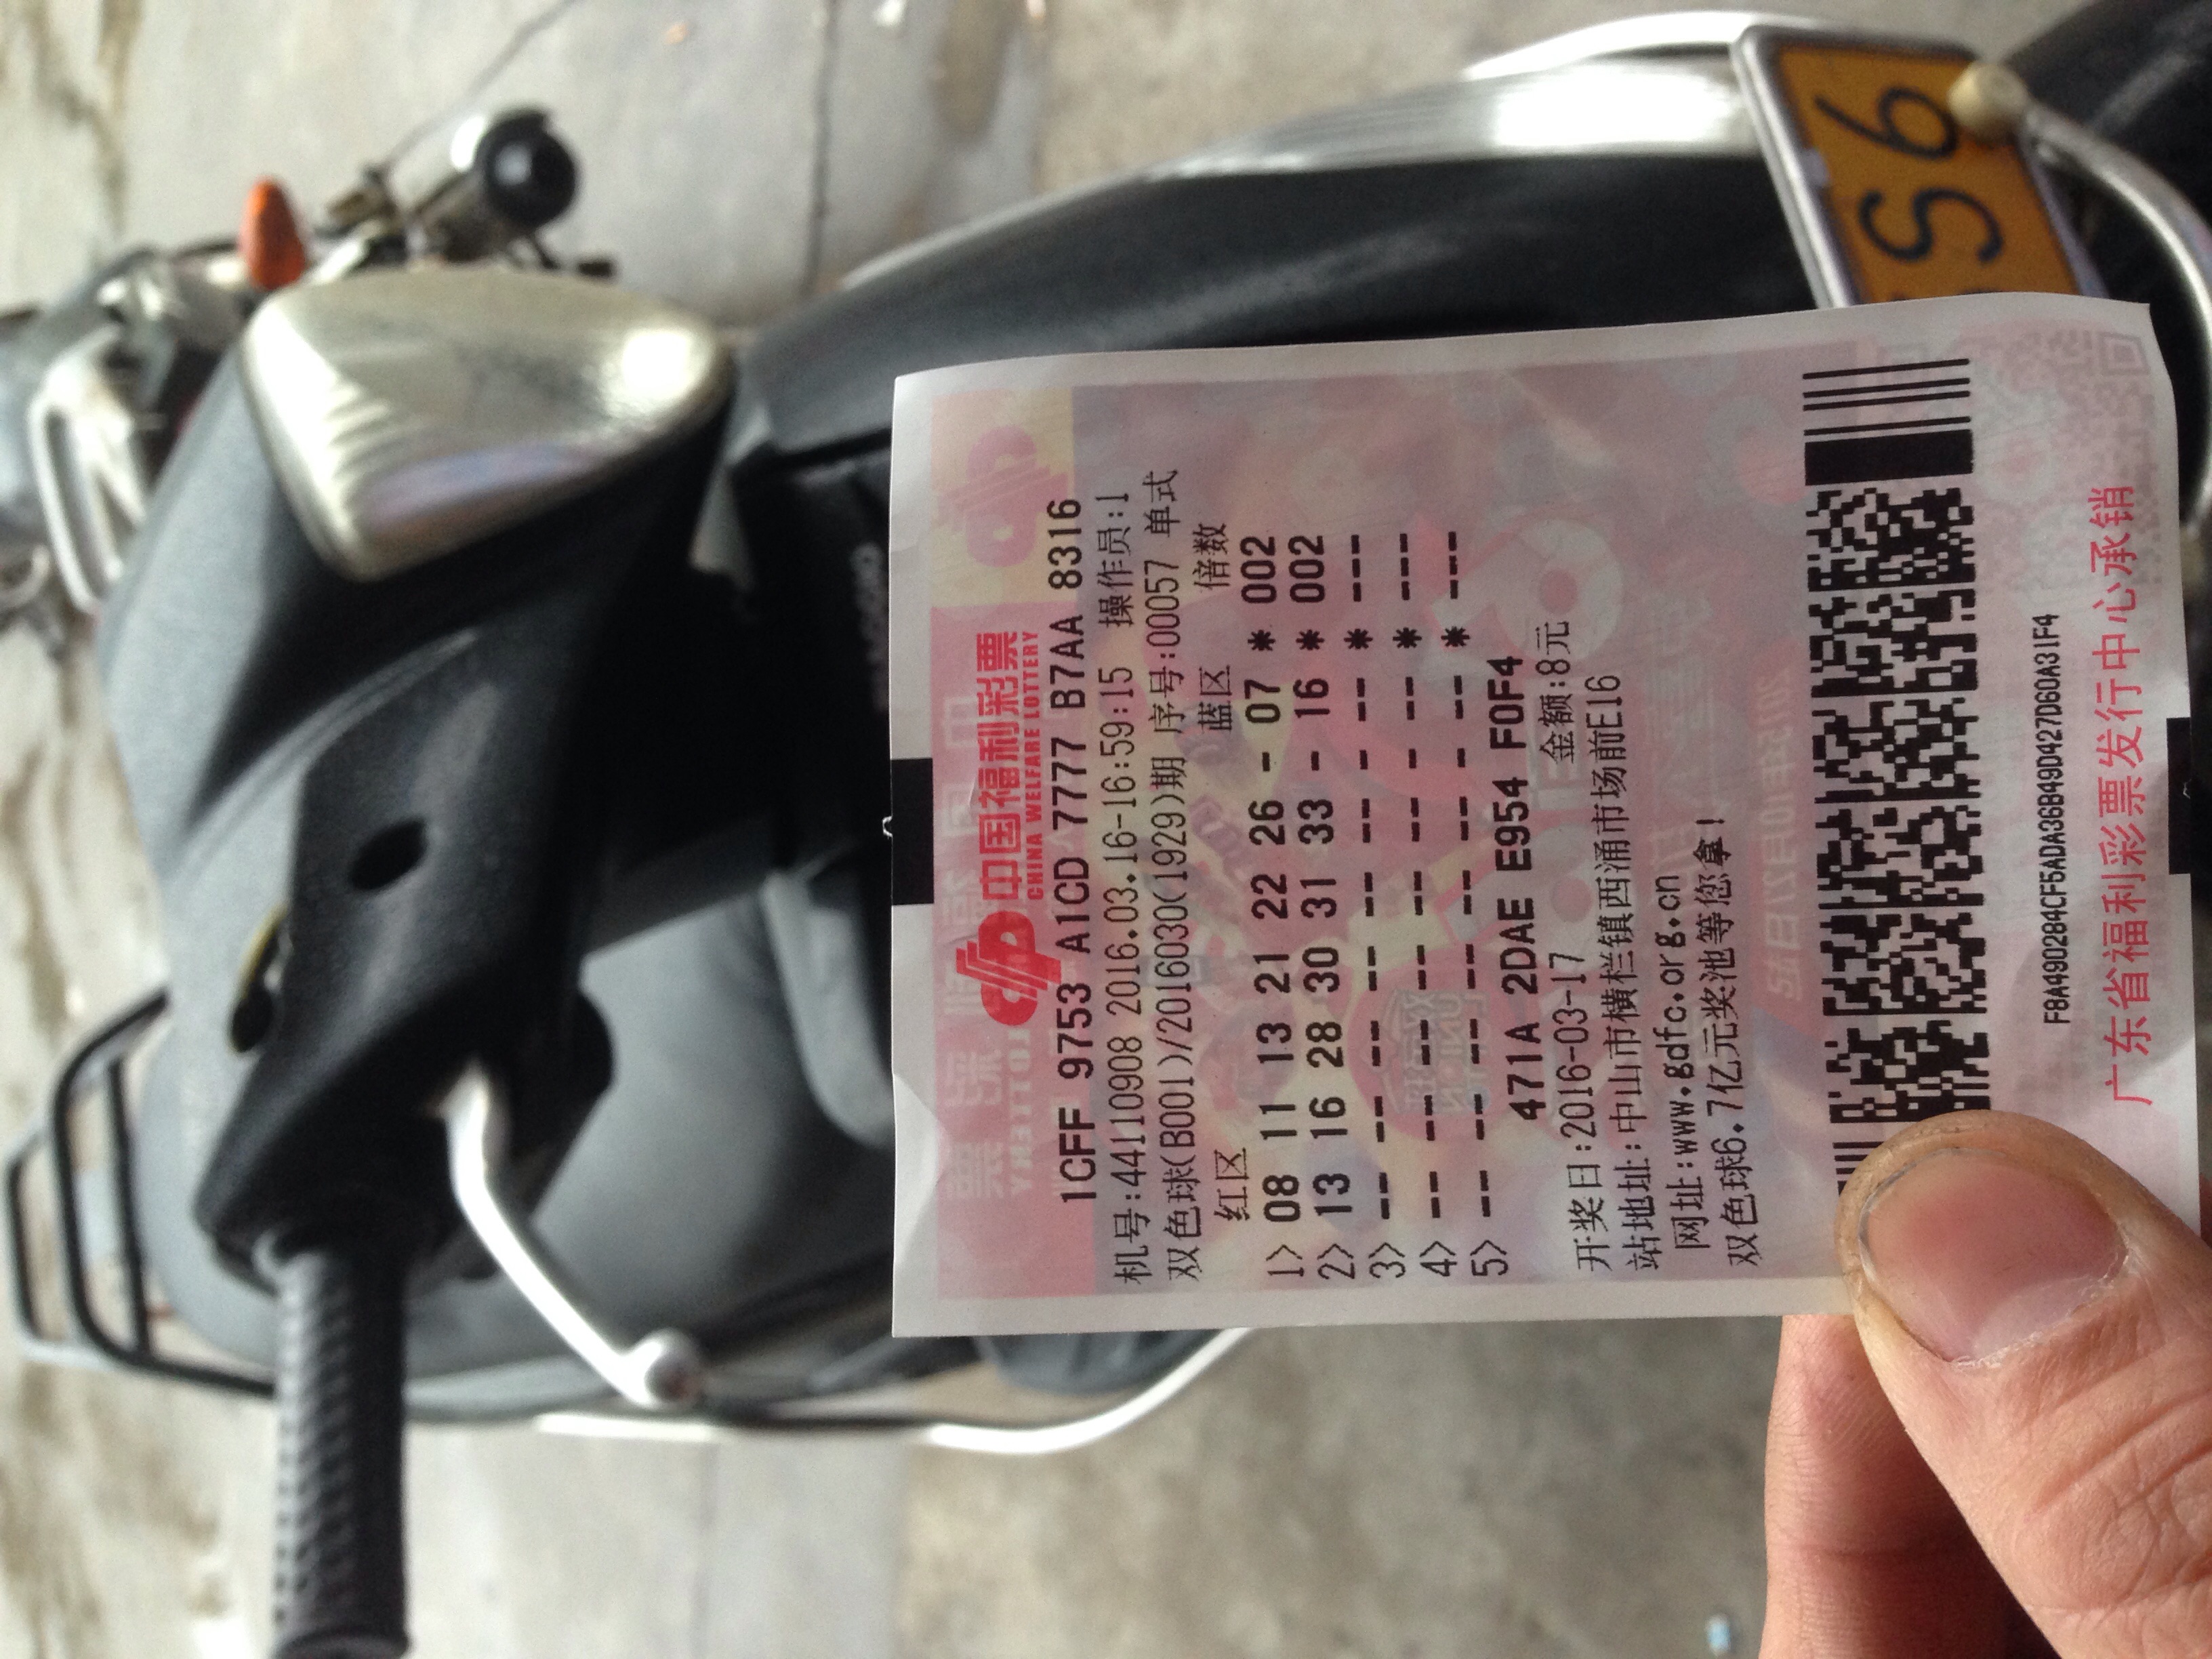 中国福利彩票
CHINA WELFARE LOTTERY
1CFF 9753 A1CD 7777 B7AA 8316
机号:44110908 2016.03.16-16:59:15 操作员:1
双色球(B001)/2016030(1929)期 序号:00057 单式
红区 蓝区 倍数
1> 08 11 13 21 22 26 - 07 * 002
2> 13 16 28 30 31 33 - 16 * 002
3> -- -- -- -- -- -- - -- * ---
4> -- -- -- -- -- -- - -- * ---
5> -- -- -- -- -- -- - -- * ---
471A 2DAE E954 F0F4
开奖日:2016-03-17 金额:8元
站地址:中山市横栏镇西涌市场前E16
网址:www.gdfc.org.cn
双色球6.7亿元奖池等您拿!
F8A490284CF5ADA36B49D427D60A31F4
广东省福利彩票发行中心承销
S6